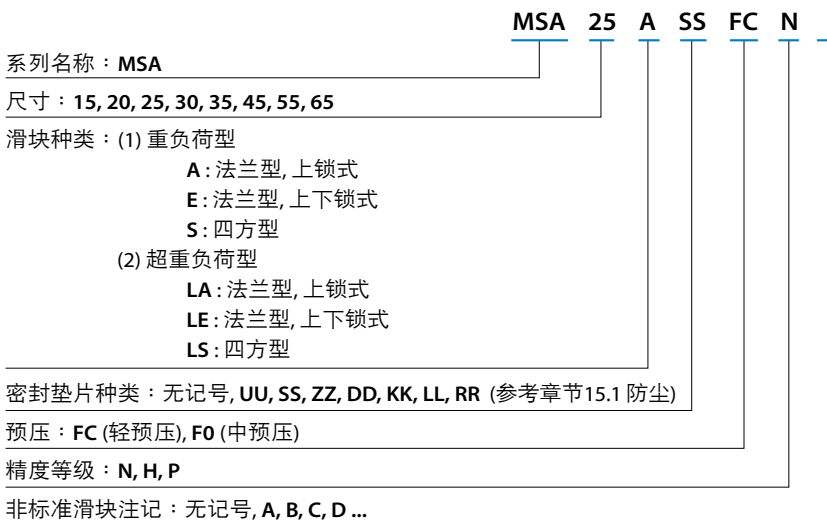 MSA 25 A SS FC N
系列名称：MSA
尺寸：15, 20, 25, 30, 35, 45, 55, 65
滑块种类：(1) 重负荷型
A : 法兰型, 上锁式
E : 法兰型, 上下锁式
S : 四方型
(2) 超重负荷型
LA : 法兰型, 上锁式
LE : 法兰型, 上下锁式
LS : 四方型
密封垫片种类：无记号, UU, SS, ZZ, DD, KK, LL, RR (参考章节15.1 防尘)
预压：FC (轻预压), F0 (中预压)
精度等级：N, H, P
非标准滑块注记：无记号, A, B, C, D ...